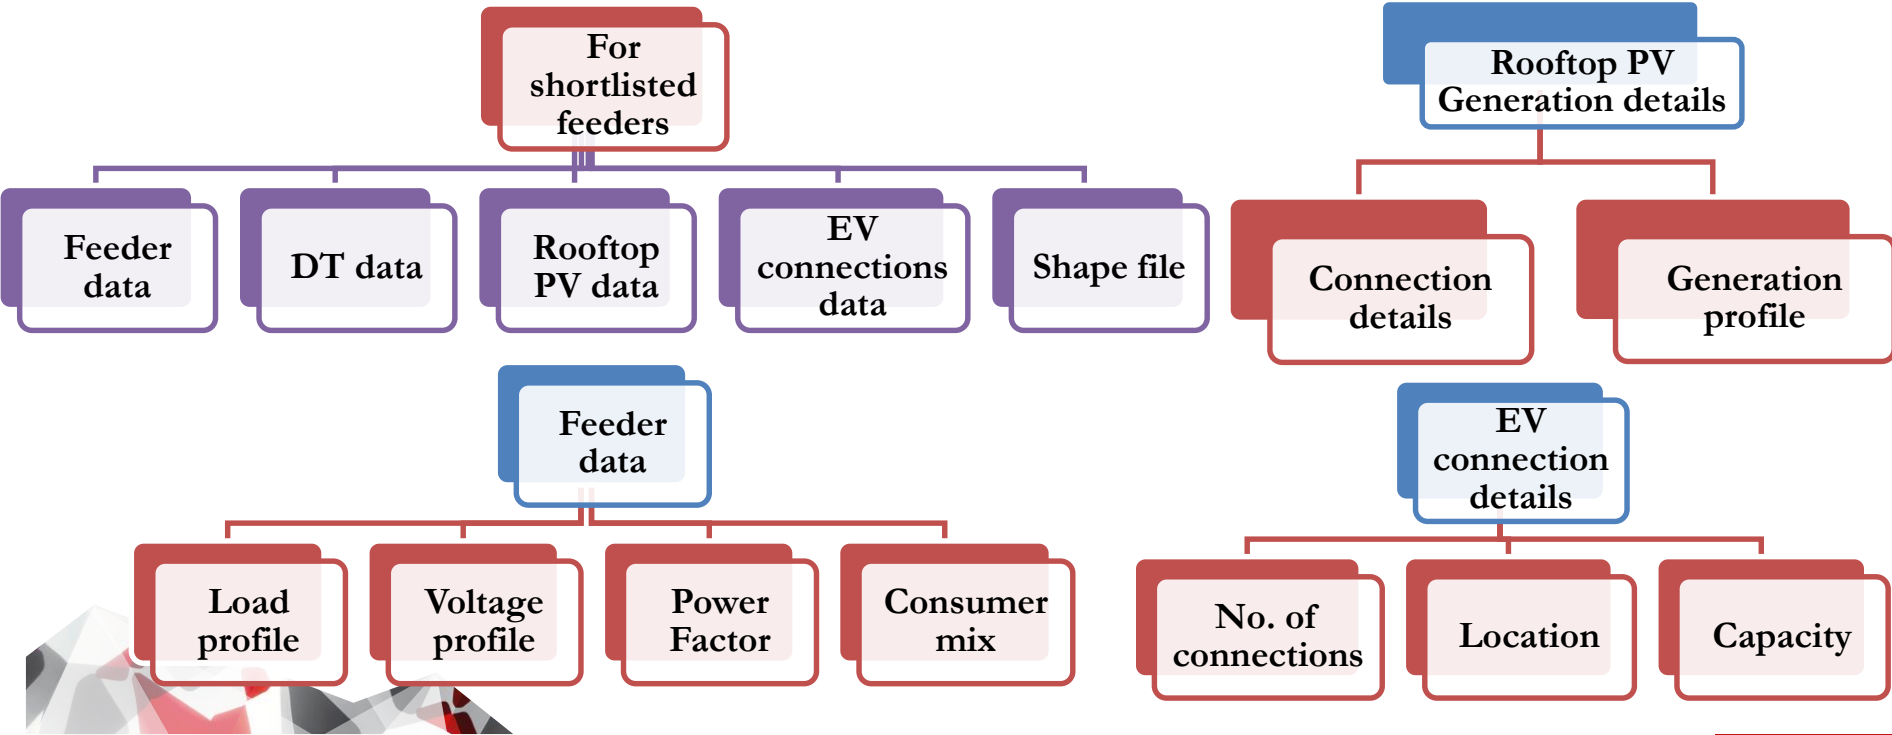 For
shortlisted
feeders
Feeder
data
DT data
Rooftop
PV data
EV
connections
data
Shape file
Rooftop PV
Generation details
Connection
details
Generation
profile
Feeder
data
Load
profile
Voltage
profile
Power
Factor
Consumer
mix
EV
connection
details
No. of
connections
Location
Capacity